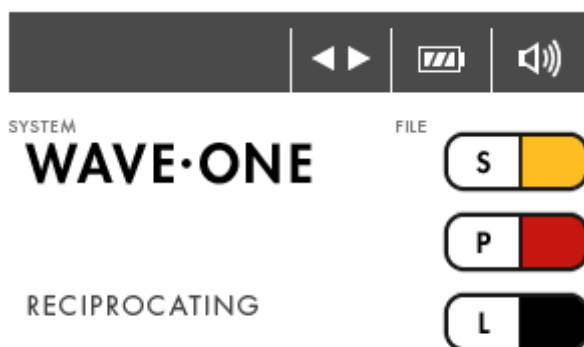 SYSTEM
WAVE·ONE
RECIPROCATING
FILE
S
P
L